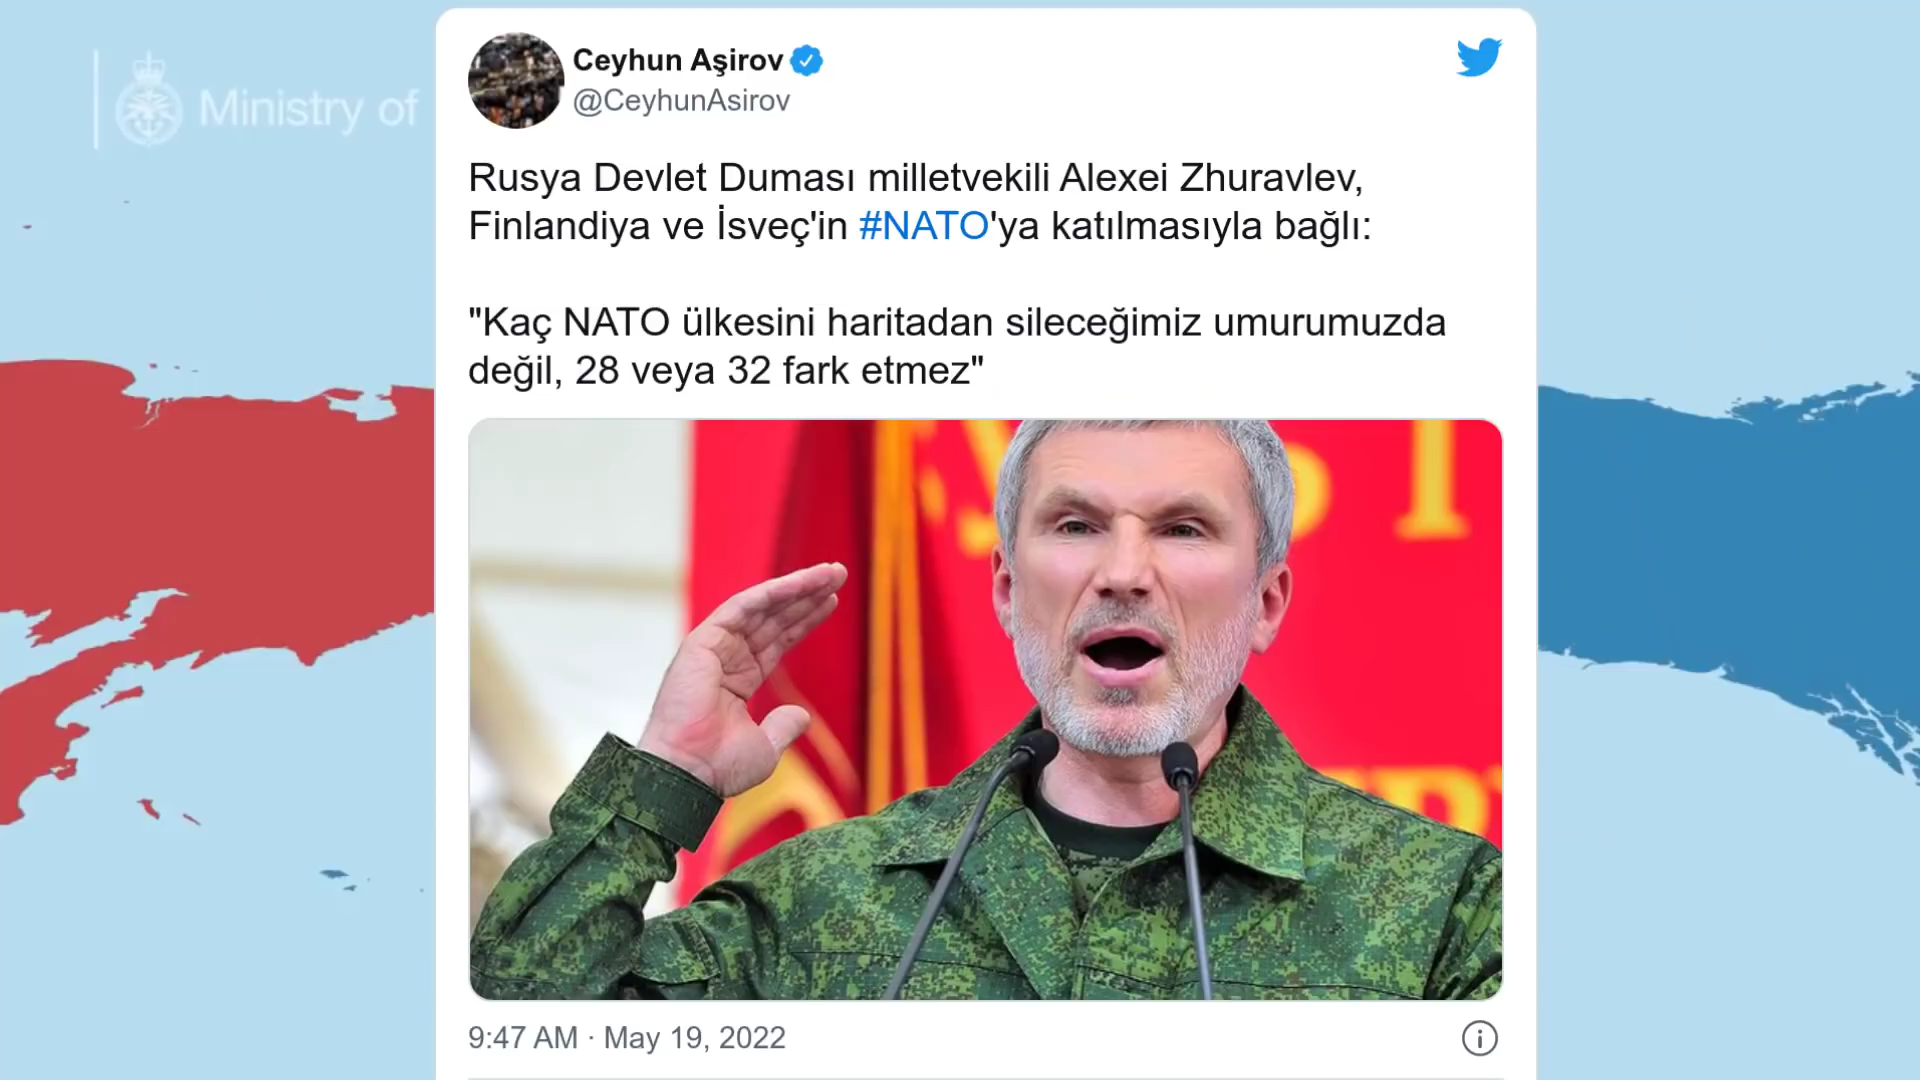 Ministry of
Ceyhun Aşirov
@CeyhunAsirov
Rusya Devlet Duması milletvekili Alexei Zhuravlev,
Finlandiya ve İsveç'in #NATO'ya katılmasıyla bağlı:
"Kaç NATO ülkesini haritadan sileceğimiz umurumuzda
değil, 28 veya 32 fark etmez"
9:47 AM · May 19, 2022